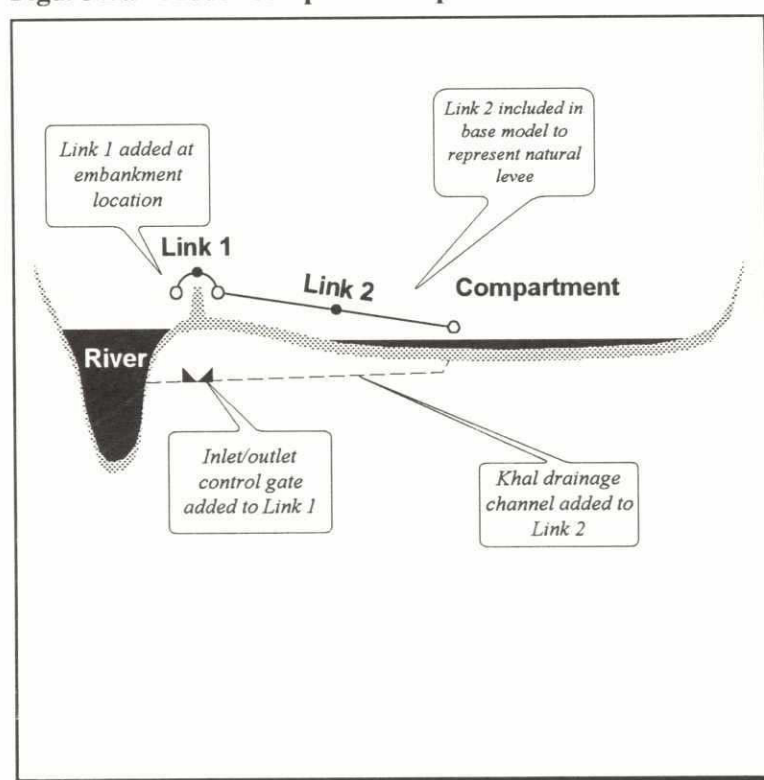 Link 1 added at
embankment
location
Link 2 included in
base model to
represent natural
levee
Link 1
Link 2
Compartment
River
Inlet/outlet
control gate
added to Link 1
Khal drainage
channel added to
Link 2